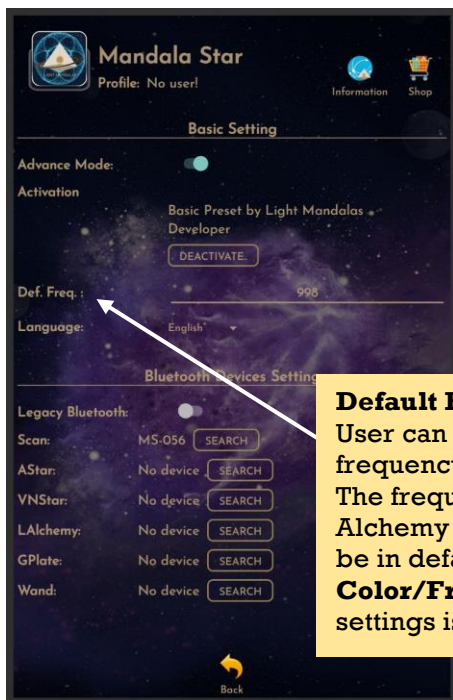 Mandala Star
Profile: No user!
Information
Shop
Basic Setting
Advance Mode:
Activation
Basic Preset by Light Mandalas
Developer
DEACTIVATE.
Def. Freq. :
998
Language:
English
Bluetooth Devices Setting
Legacy Bluetooth:
Scan: MS-056 SEARCH
AStar: No device SEARCH
VNStar: No device SEARCH
LAlchemy: No device SEARCH
GPlate: No device SEARCH
Wand: No device SEARCH
Back
Default
User can
frequency
The frequ
Alchemy
be in defa
Color/Fr
settings is